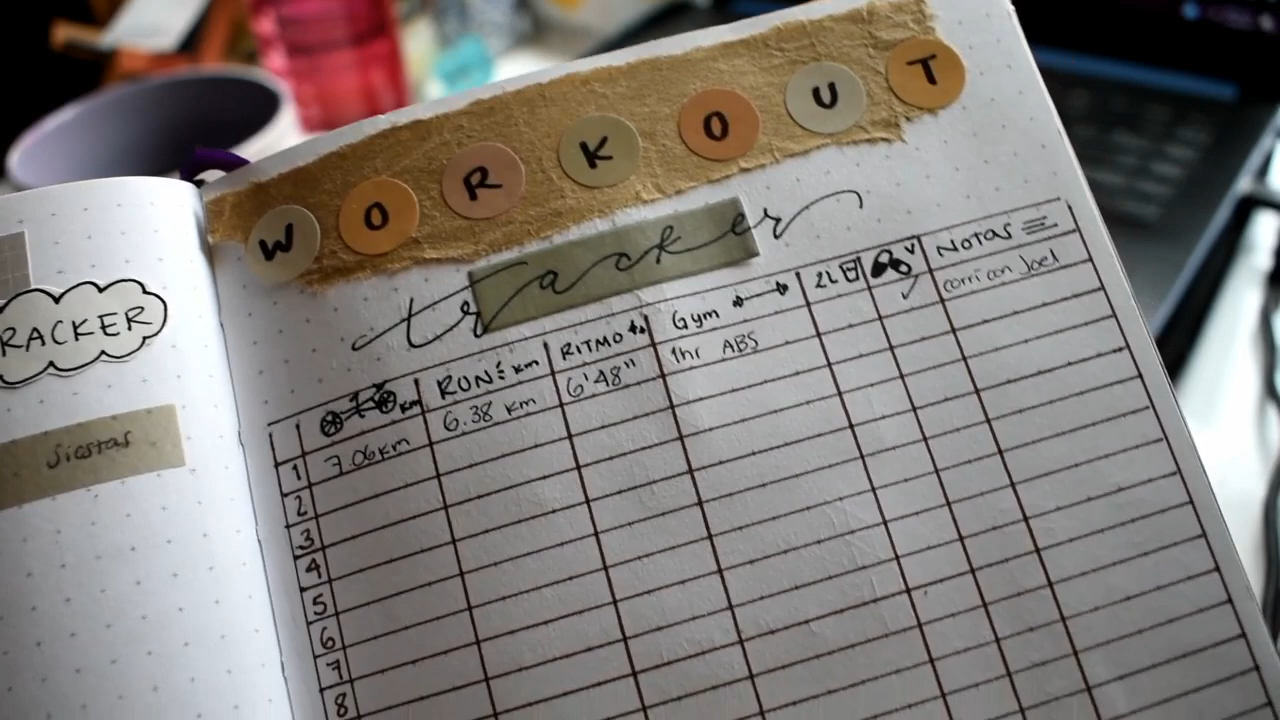 WORKOUT
tracker
RACKER
siestas
km RUN km RITMO Gym 2L NOTAS
1 7.06km 6.38 km 6'48" 1hr ABS corri con Joel
2
3
4
5
6
7
8